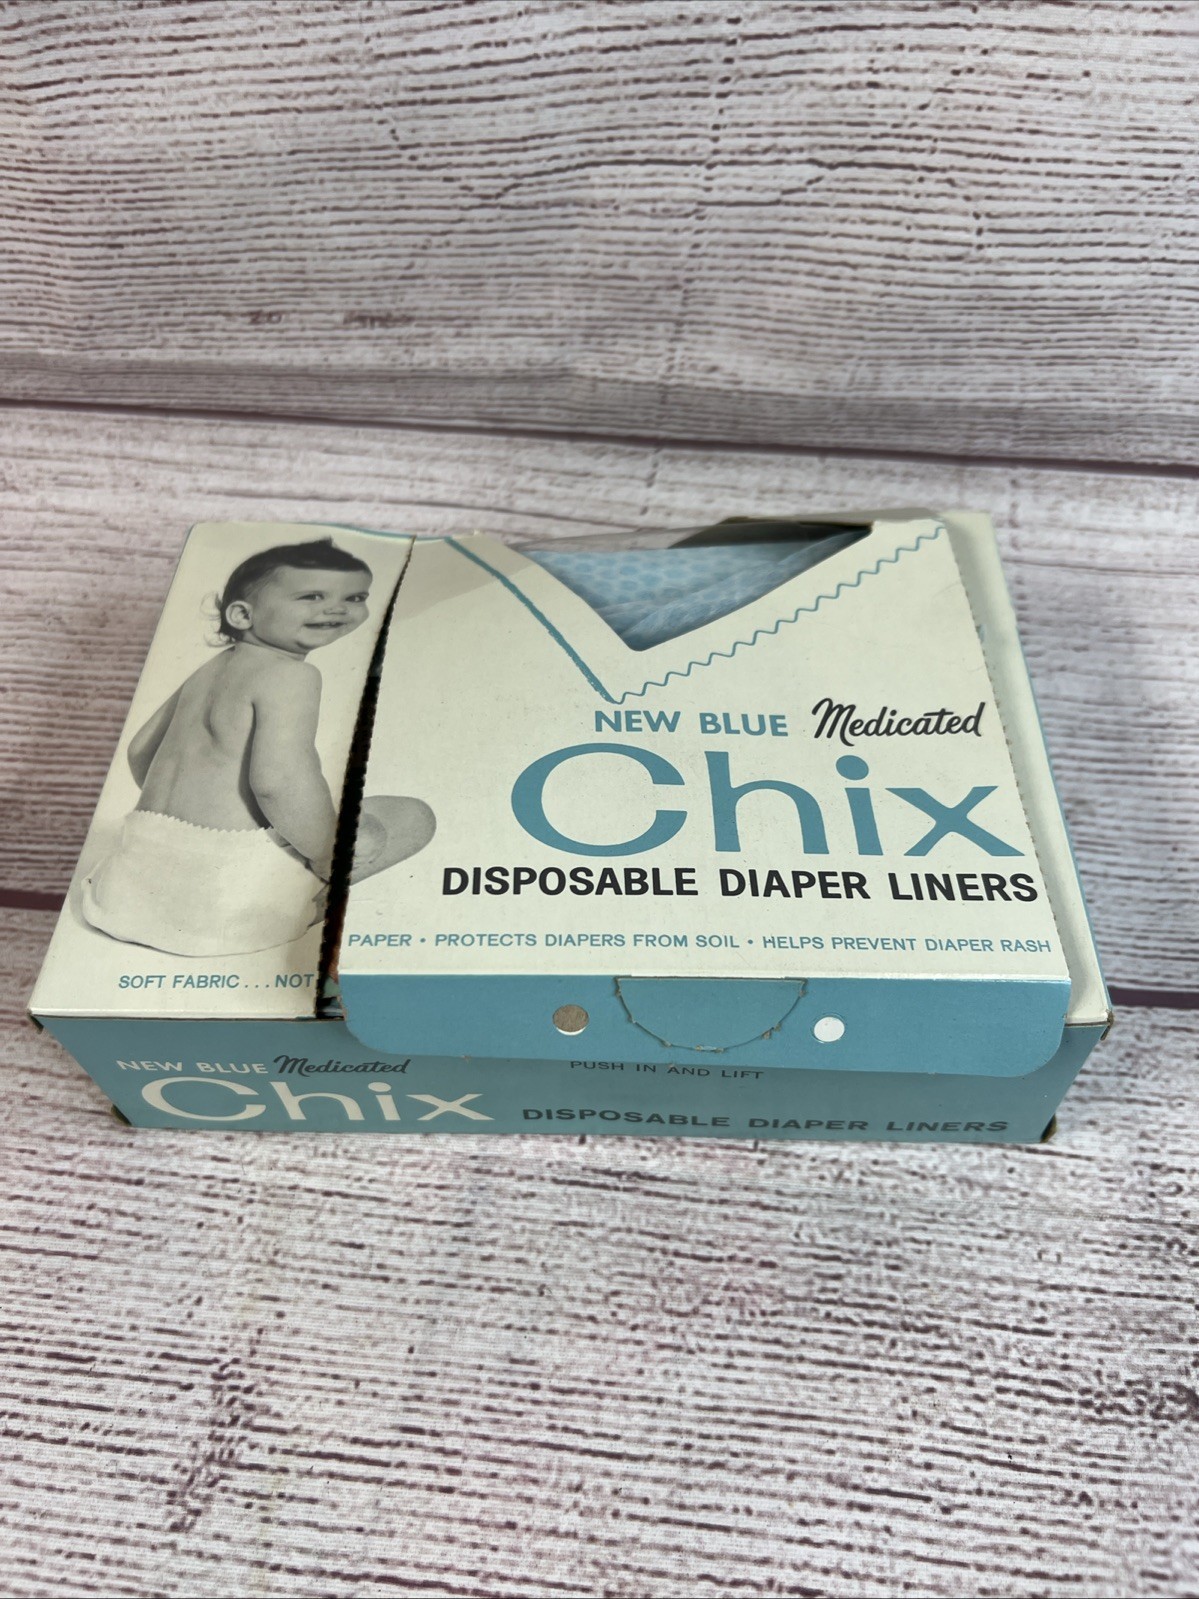 NEW BLUE Medicated
Chix
DISPOSABLE DIAPER LINERS
SOFT FABRIC...NOT PAPER • PROTECTS DIAPERS FROM SOIL • HELPS PREVENT DIAPER RASH
PUSH IN AND LIFT
NEW BLUE Medicated
Chix DISPOSABLE DIAPER LINERS